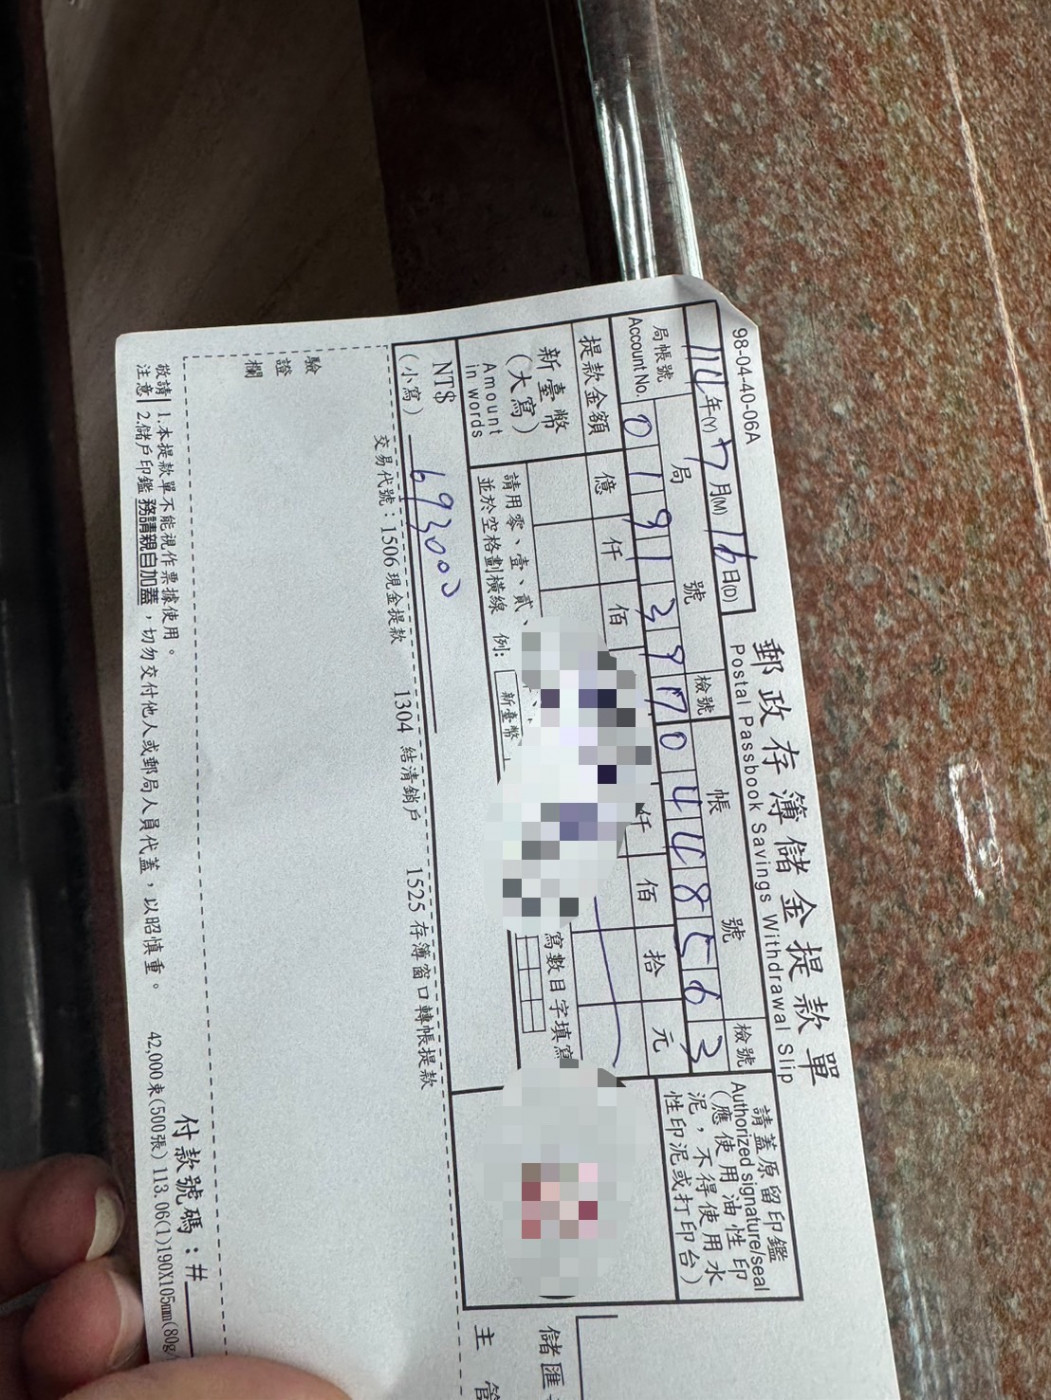 98-04-40-06A
郵政存簿儲金提款單
Postal Passbook Savings Withdrawal Slip
114年(Y) 7月(M) 16日(D)
局帳號 局號 檢號 帳號 檢號
Account No. 0 1 9 1 3 9 7 0 4 4 8 5 6 3
提款金額 億 仟 佰 仟 佰 拾 元
新臺幣
(大寫)
Amount
in words
請用零、壹、貳、
寫數目字填寫
並於空格劃橫線 例:新臺幣
NT$
(小寫) 693000
請蓋原留印鑑
Authorized signature/seal
(應使用油性印
泥,不得使用水
性印泥或打印台)
交易代號:1506現金提款 1304 結清銷戶 1525存簿窗口轉帳提款
驗
證
欄
付款號碼:#
敬請 1.本提款單不能視作票據使用。
注意 2.儲戶印鑑務請親自加蓋,切勿交付他人或郵局人員代蓋,以昭慎重。
42,000束(500張)113.06(1)190X105mm(80g/
儲匯
主管